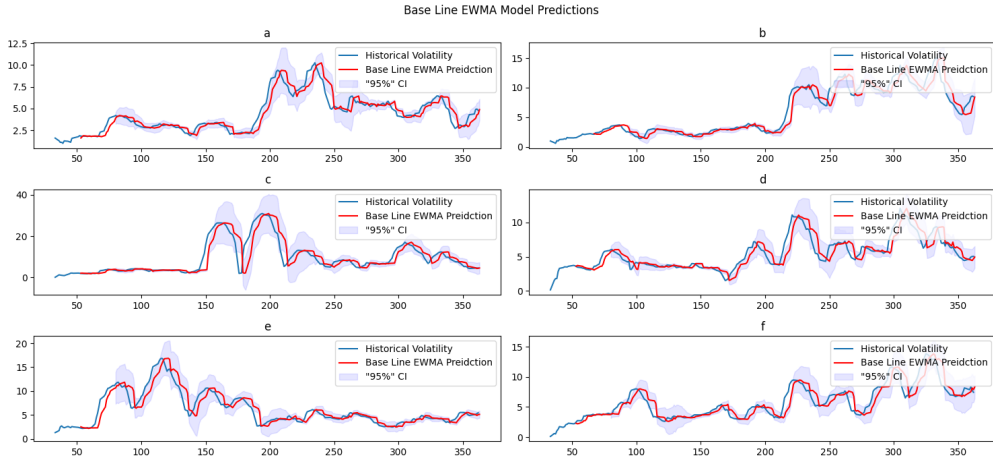 Base Line EWMA Model Predictions
a
12.5
10.0
7.5
5.0
2.5
50 100 150 200 250 300 350
Historical Volatility
Base Line EWMA Preidction
"95%" CI
b
15
10
5
0
50 100 150 200 250 300 350
Historical Volatility
Base Line EWMA Preidction
"95%" CI
c
40
20
0
50 100 150 200 250 300 350
Historical Volatility
Base Line EWMA Preidction
"95%" CI
d
10
5
0
50 100 150 200 250 300 350
Historical Volatility
Base Line EWMA Preidction
"95%" CI
e
20
15
10
5
0
50 100 150 200 250 300 350
Historical Volatility
Base Line EWMA Preidction
"95%" CI
f
15
10
5
0
50 100 150 200 250 300 350
Historical Volatility
Base Line EWMA Preidction
"95%" CI